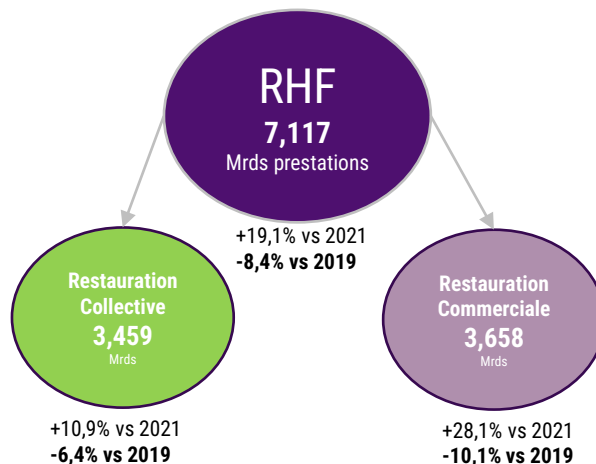 RHF
7,117
Mrds prestations
+19,1% vs 2021
-8,4% vs 2019
Restauration
Collective
3,459
Mrds
+10,9% vs 2021
-6,4% vs 2019
Restauration
Commerciale
3,658
Mrds
+28,1% vs 2021
-10,1% vs 2019